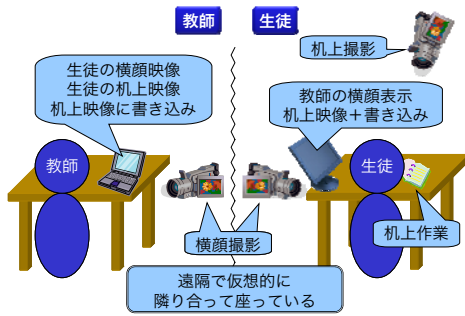 教師
生徒
机上撮影
生徒の横顔映像
生徒の机上映像
机上映像に書き込み
教師の横顔表示
机上映像＋書き込み
教師
生徒
横顔撮影
机上作業
遠隔で仮想的に
隣り合って座っている